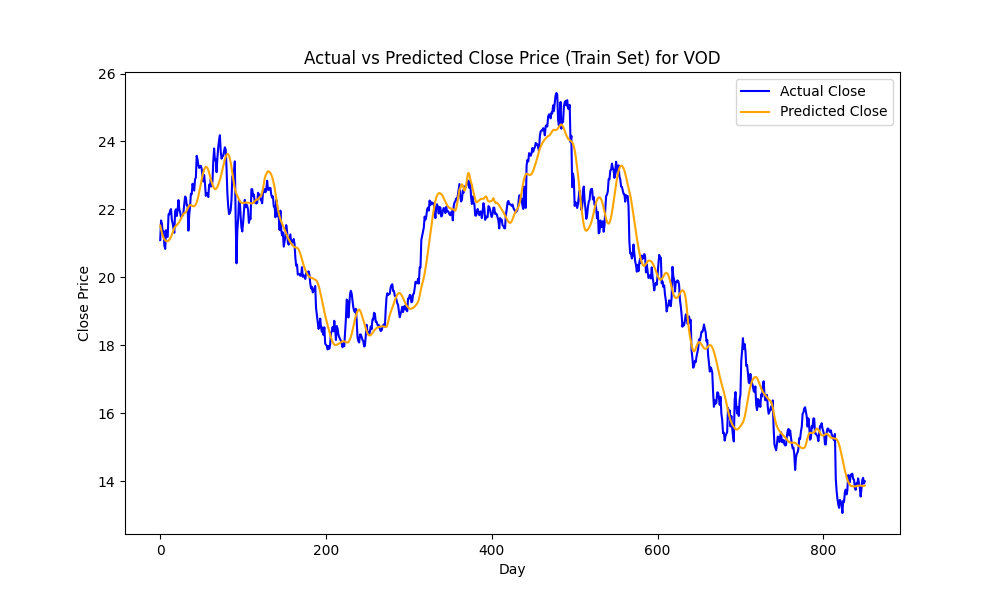 Actual vs Predicted Close Price (Train Set) for VOD
Actual Close
Predicted Close
Close Price
26
24
22
20
18
16
14
0 200 400 600 800
Day